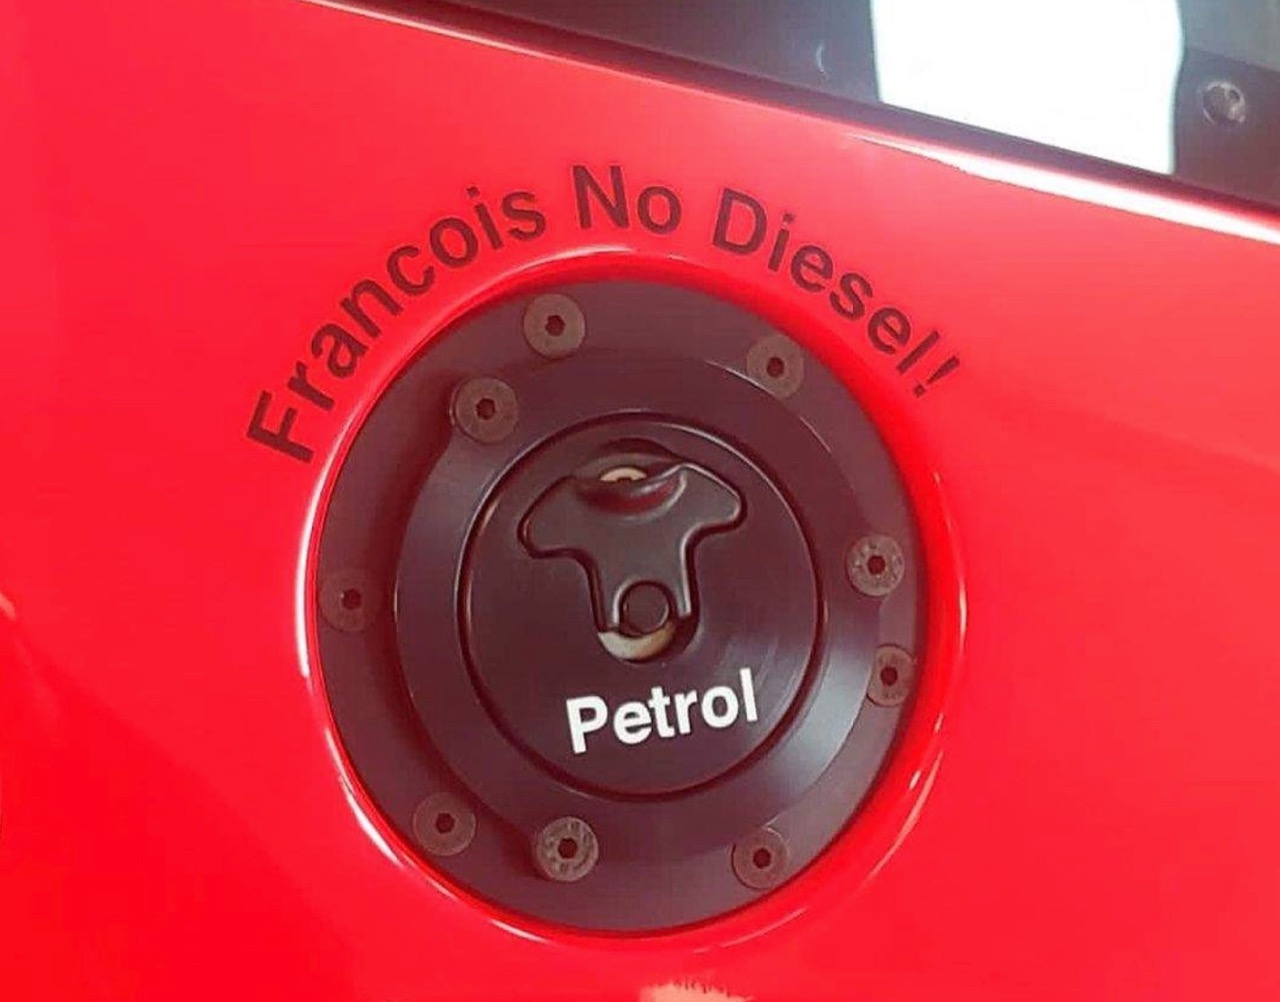 Francois No Diesel!
Petrol